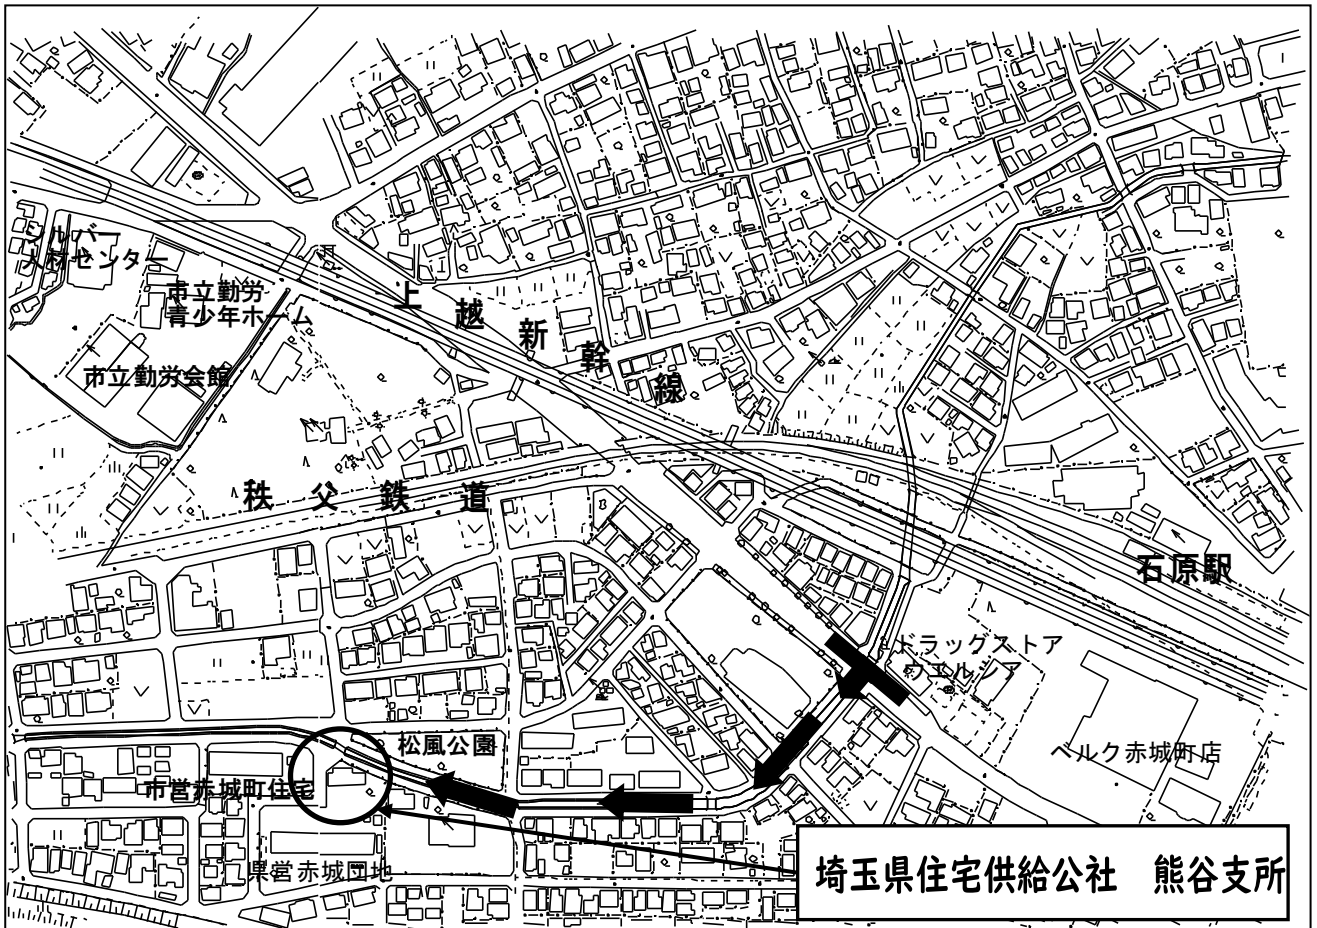 シルバー
人材センター
市立勤労
青少年ホーム
市立勤労会館
上越新幹線
秩父鉄道
石原駅
ドラッグストア
ウエルシア
ベルク赤城町店
松風公園
市営赤城町住宅
県営赤城団地
埼玉県住宅供給公社　熊谷支所